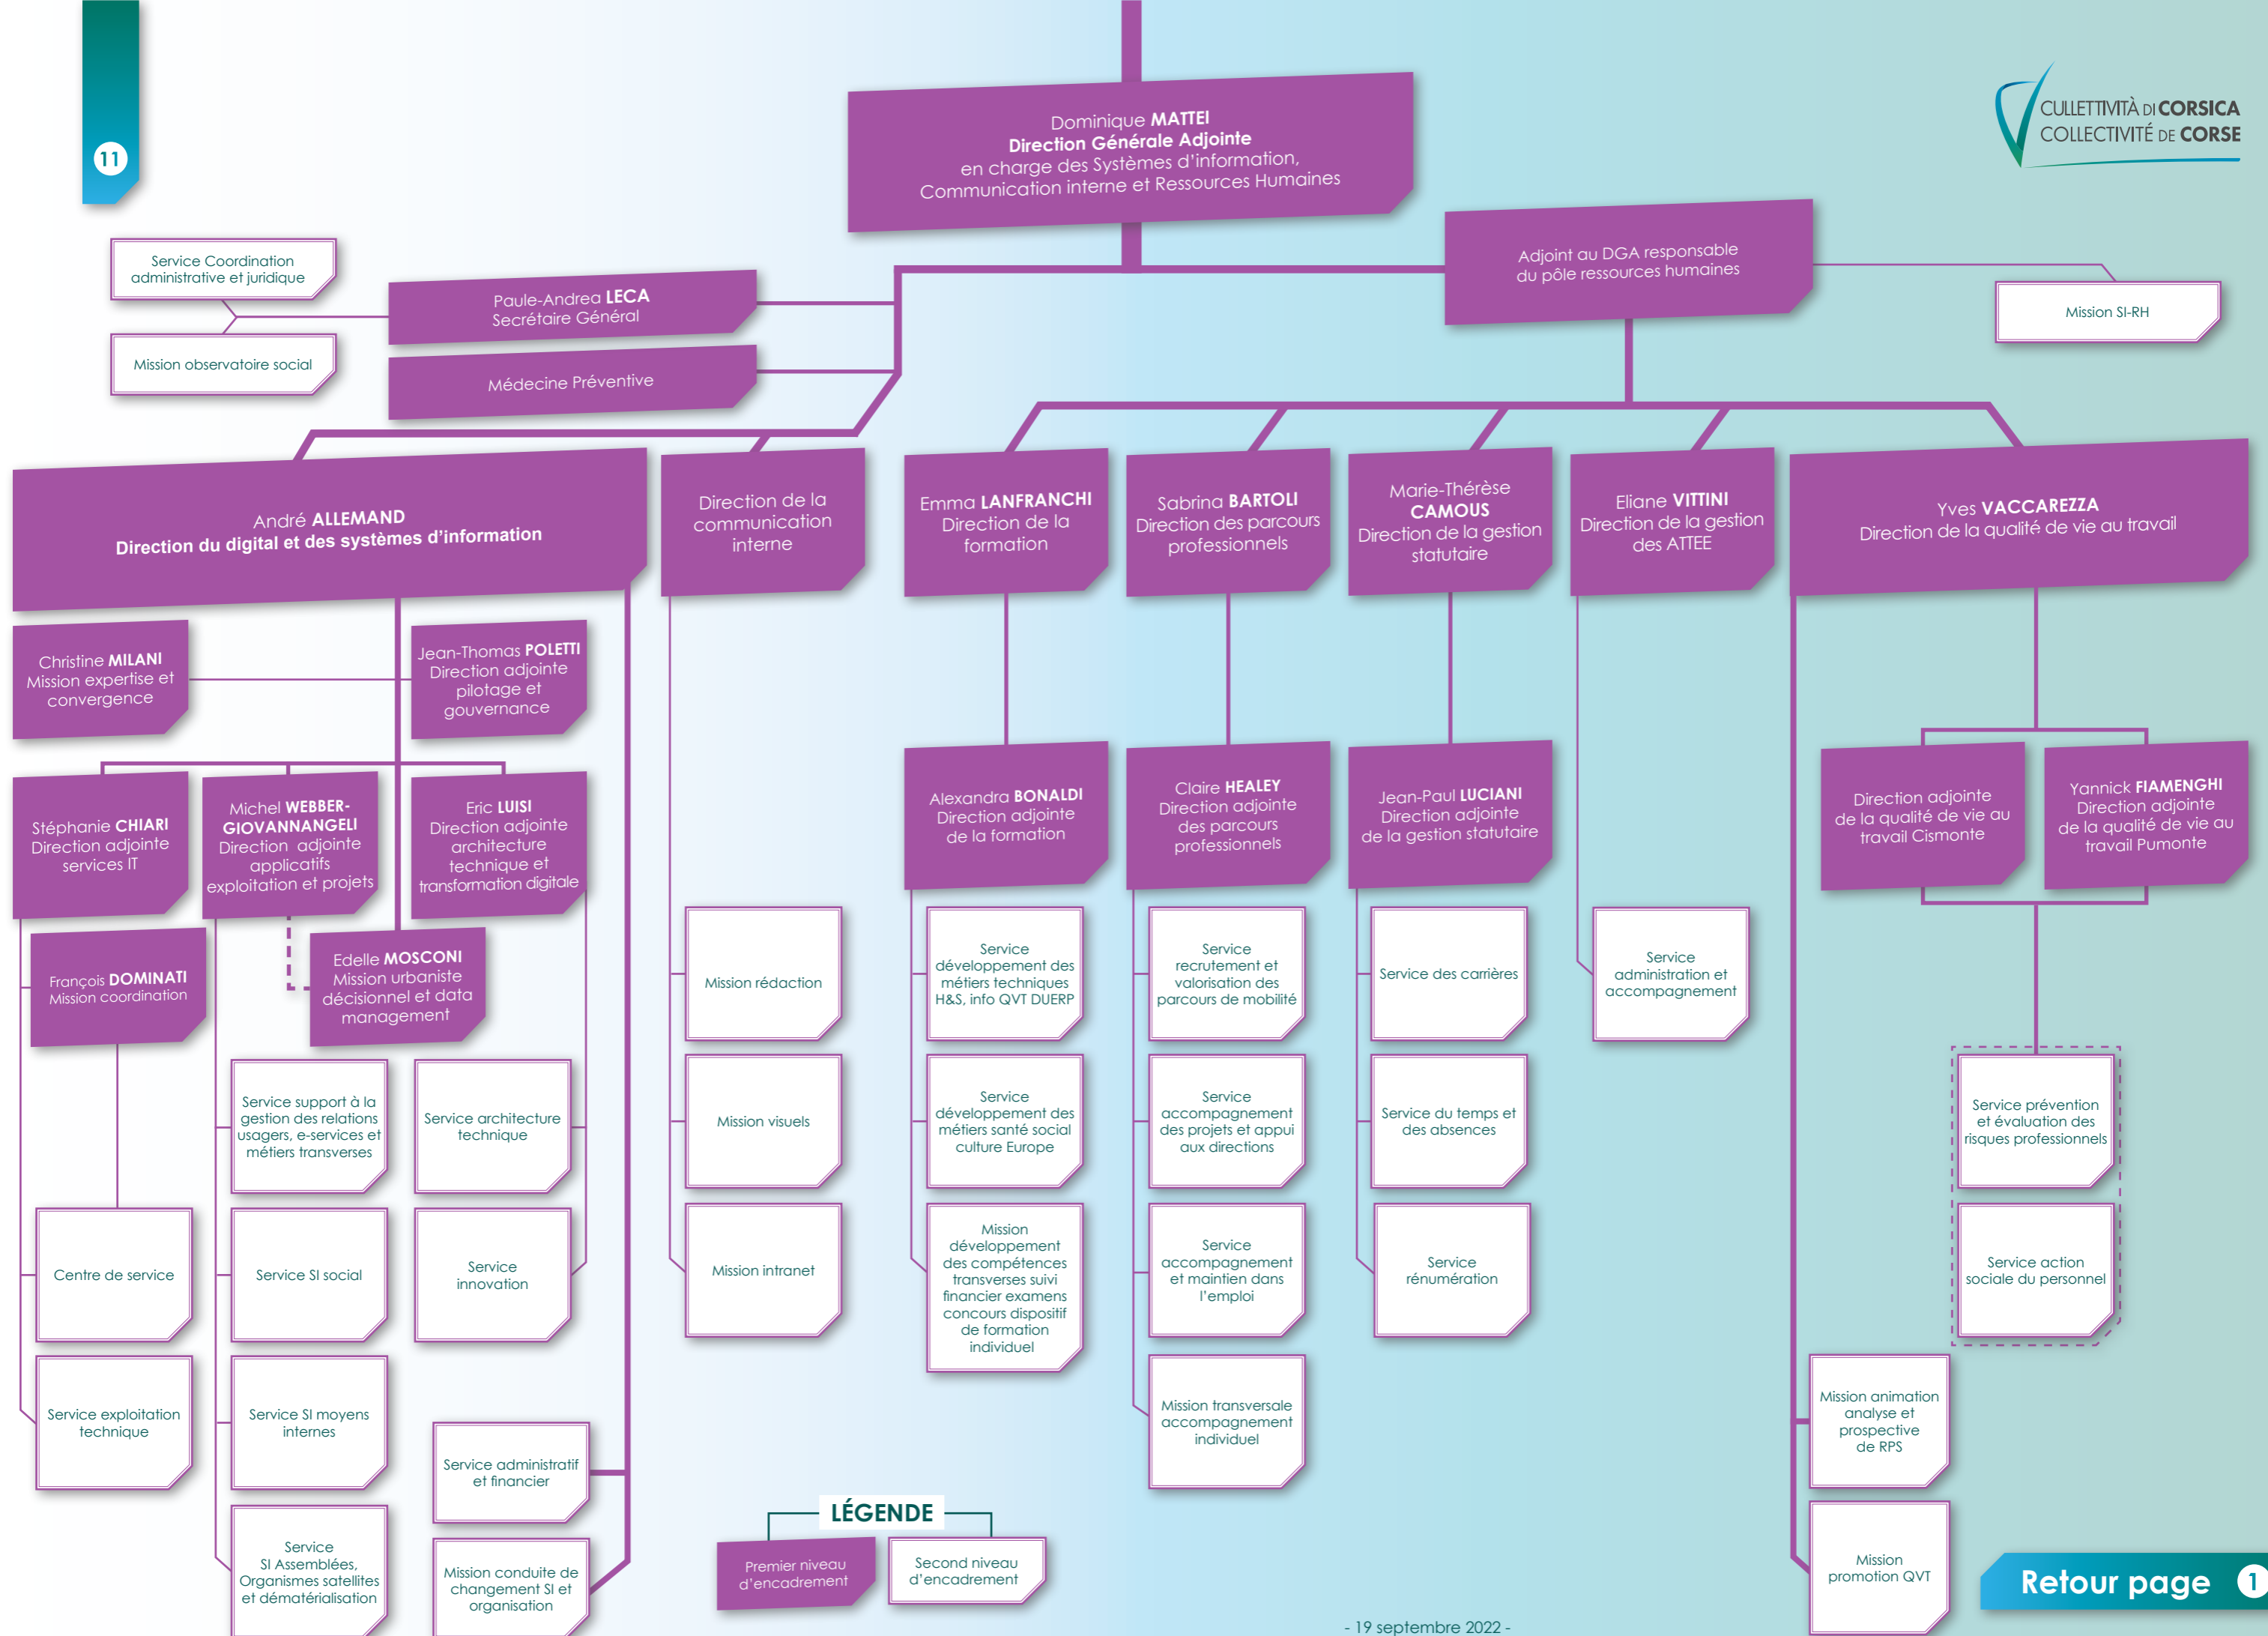 11
CULLETTIVITÀ DI CORSICA
COLLECTIVITÉ DE CORSE
Dominique MATTEI
Direction Générale Adjointe
en charge des Systèmes d'information,
Communication interne et Ressources Humaines
Adjoint au DGA responsable
du pôle ressources humaines
Mission SI-RH
Service Coordination
administrative et juridique
Mission observatoire social
Paule-Andrea LECA
Secrétaire Général
Médecine Préventive
André ALLEMAND
Direction du digital et des systèmes d'information
Direction de la
communication
interne
Emma LANFRANCHI
Direction de la
formation
Sabrina BARTOLI
Direction des parcours
professionnels
Marie-Thérèse
CAMOUS
Direction de la gestion
statutaire
Eliane VITTINI
Direction de la gestion
des ATTEE
Yves VACCAREZZA
Direction de la qualité de vie au travail
Christine MILANI
Mission expertise et
convergence
Jean-Thomas POLETTI
Direction adjointe
pilotage et
gouvernance
Stéphanie CHIARI
Direction adjointe
services IT
Michel WEBBER-
GIOVANNANGELI
Direction adjointe
applicatifs
exploitation et projets
Eric LUISI
Direction adjointe
architecture
technique et
transformation digitale
Alexandra BONALDI
Direction adjointe
de la formation
Claire HEALEY
Direction adjointe
des parcours
professionnels
Jean-Paul LUCIANI
Direction adjointe
de la gestion statutaire
Direction adjointe
de la qualité de vie au
travail Cismonte
Yannick FIAMENGHI
Direction adjointe
de la qualité de vie au
travail Pumonte
François DOMINATI
Mission coordination
Edelle MOSCONI
Mission urbaniste
décisionnel et data
management
Mission rédaction
Service
développement des
métiers techniques
H&S, info QVT DUERP
Service
recrutement et
valorisation des
parcours de mobilité
Service des carrières
Service
administration et
accompagnement
Service support à la
gestion des relations
usagers, e-services et
métiers transverses
Service architecture
technique
Mission visuels
Service
développement des
métiers santé social
culture Europe
Service
accompagnement
des projets et appui
aux directions
Service du temps et
des absences
Service prévention
et évaluation des
risques professionnels
Centre de service
Service SI social
Service
innovation
Mission intranet
Mission
développement
des compétences
transverses suivi
financier examens
concours dispositif
de formation
individuel
Service
accompagnement
et maintien dans
l'emploi
Service
rénumération
Service action
sociale du personnel
Service exploitation
technique
Service SI moyens
internes
Service administratif
et financier
Mission transversale
accompagnement
individuel
Mission animation
analyse et
prospective
de RPS
Service
SI Assemblées,
Organismes satellites
et dématérialisation
Mission conduite de
changement SI et
organisation
LÉGENDE
Premier niveau
d'encadrement
Second niveau
d'encadrement
Mission
promotion QVT
Retour page 1
- 19 septembre 2022 -